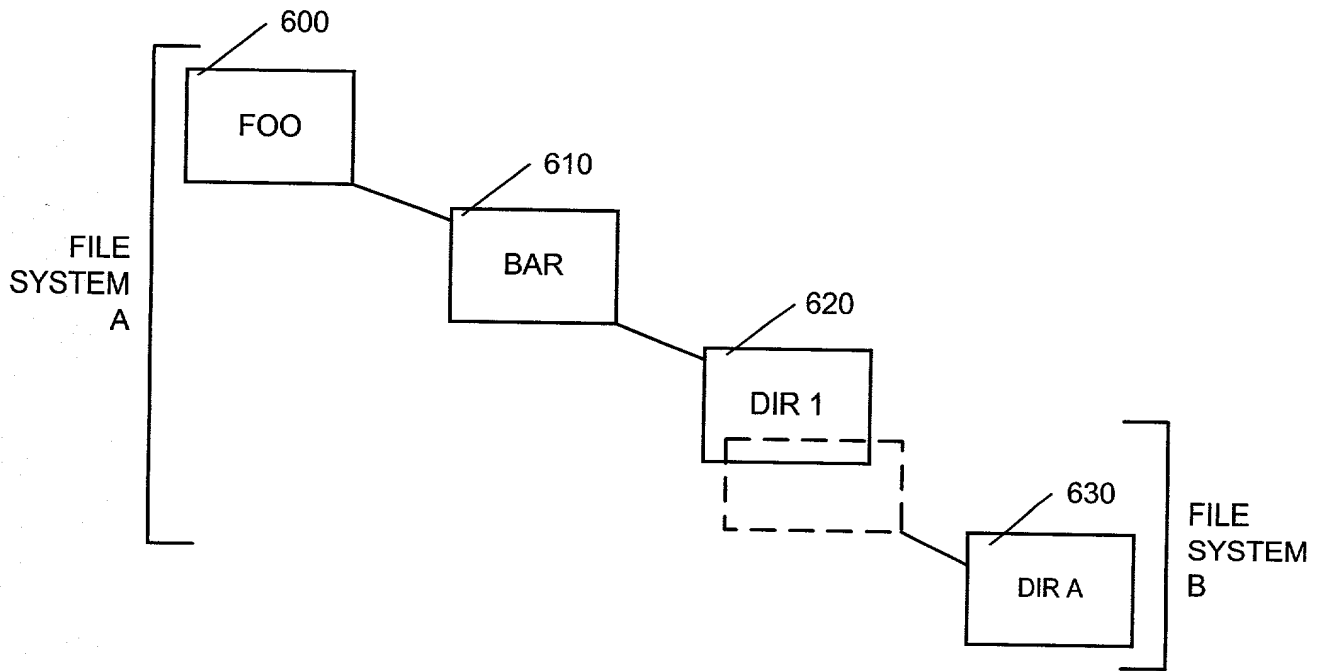 600
FOO
610
BAR
FILE
SYSTEM
A
620
DIR 1
630
DIR A
FILE
SYSTEM
B